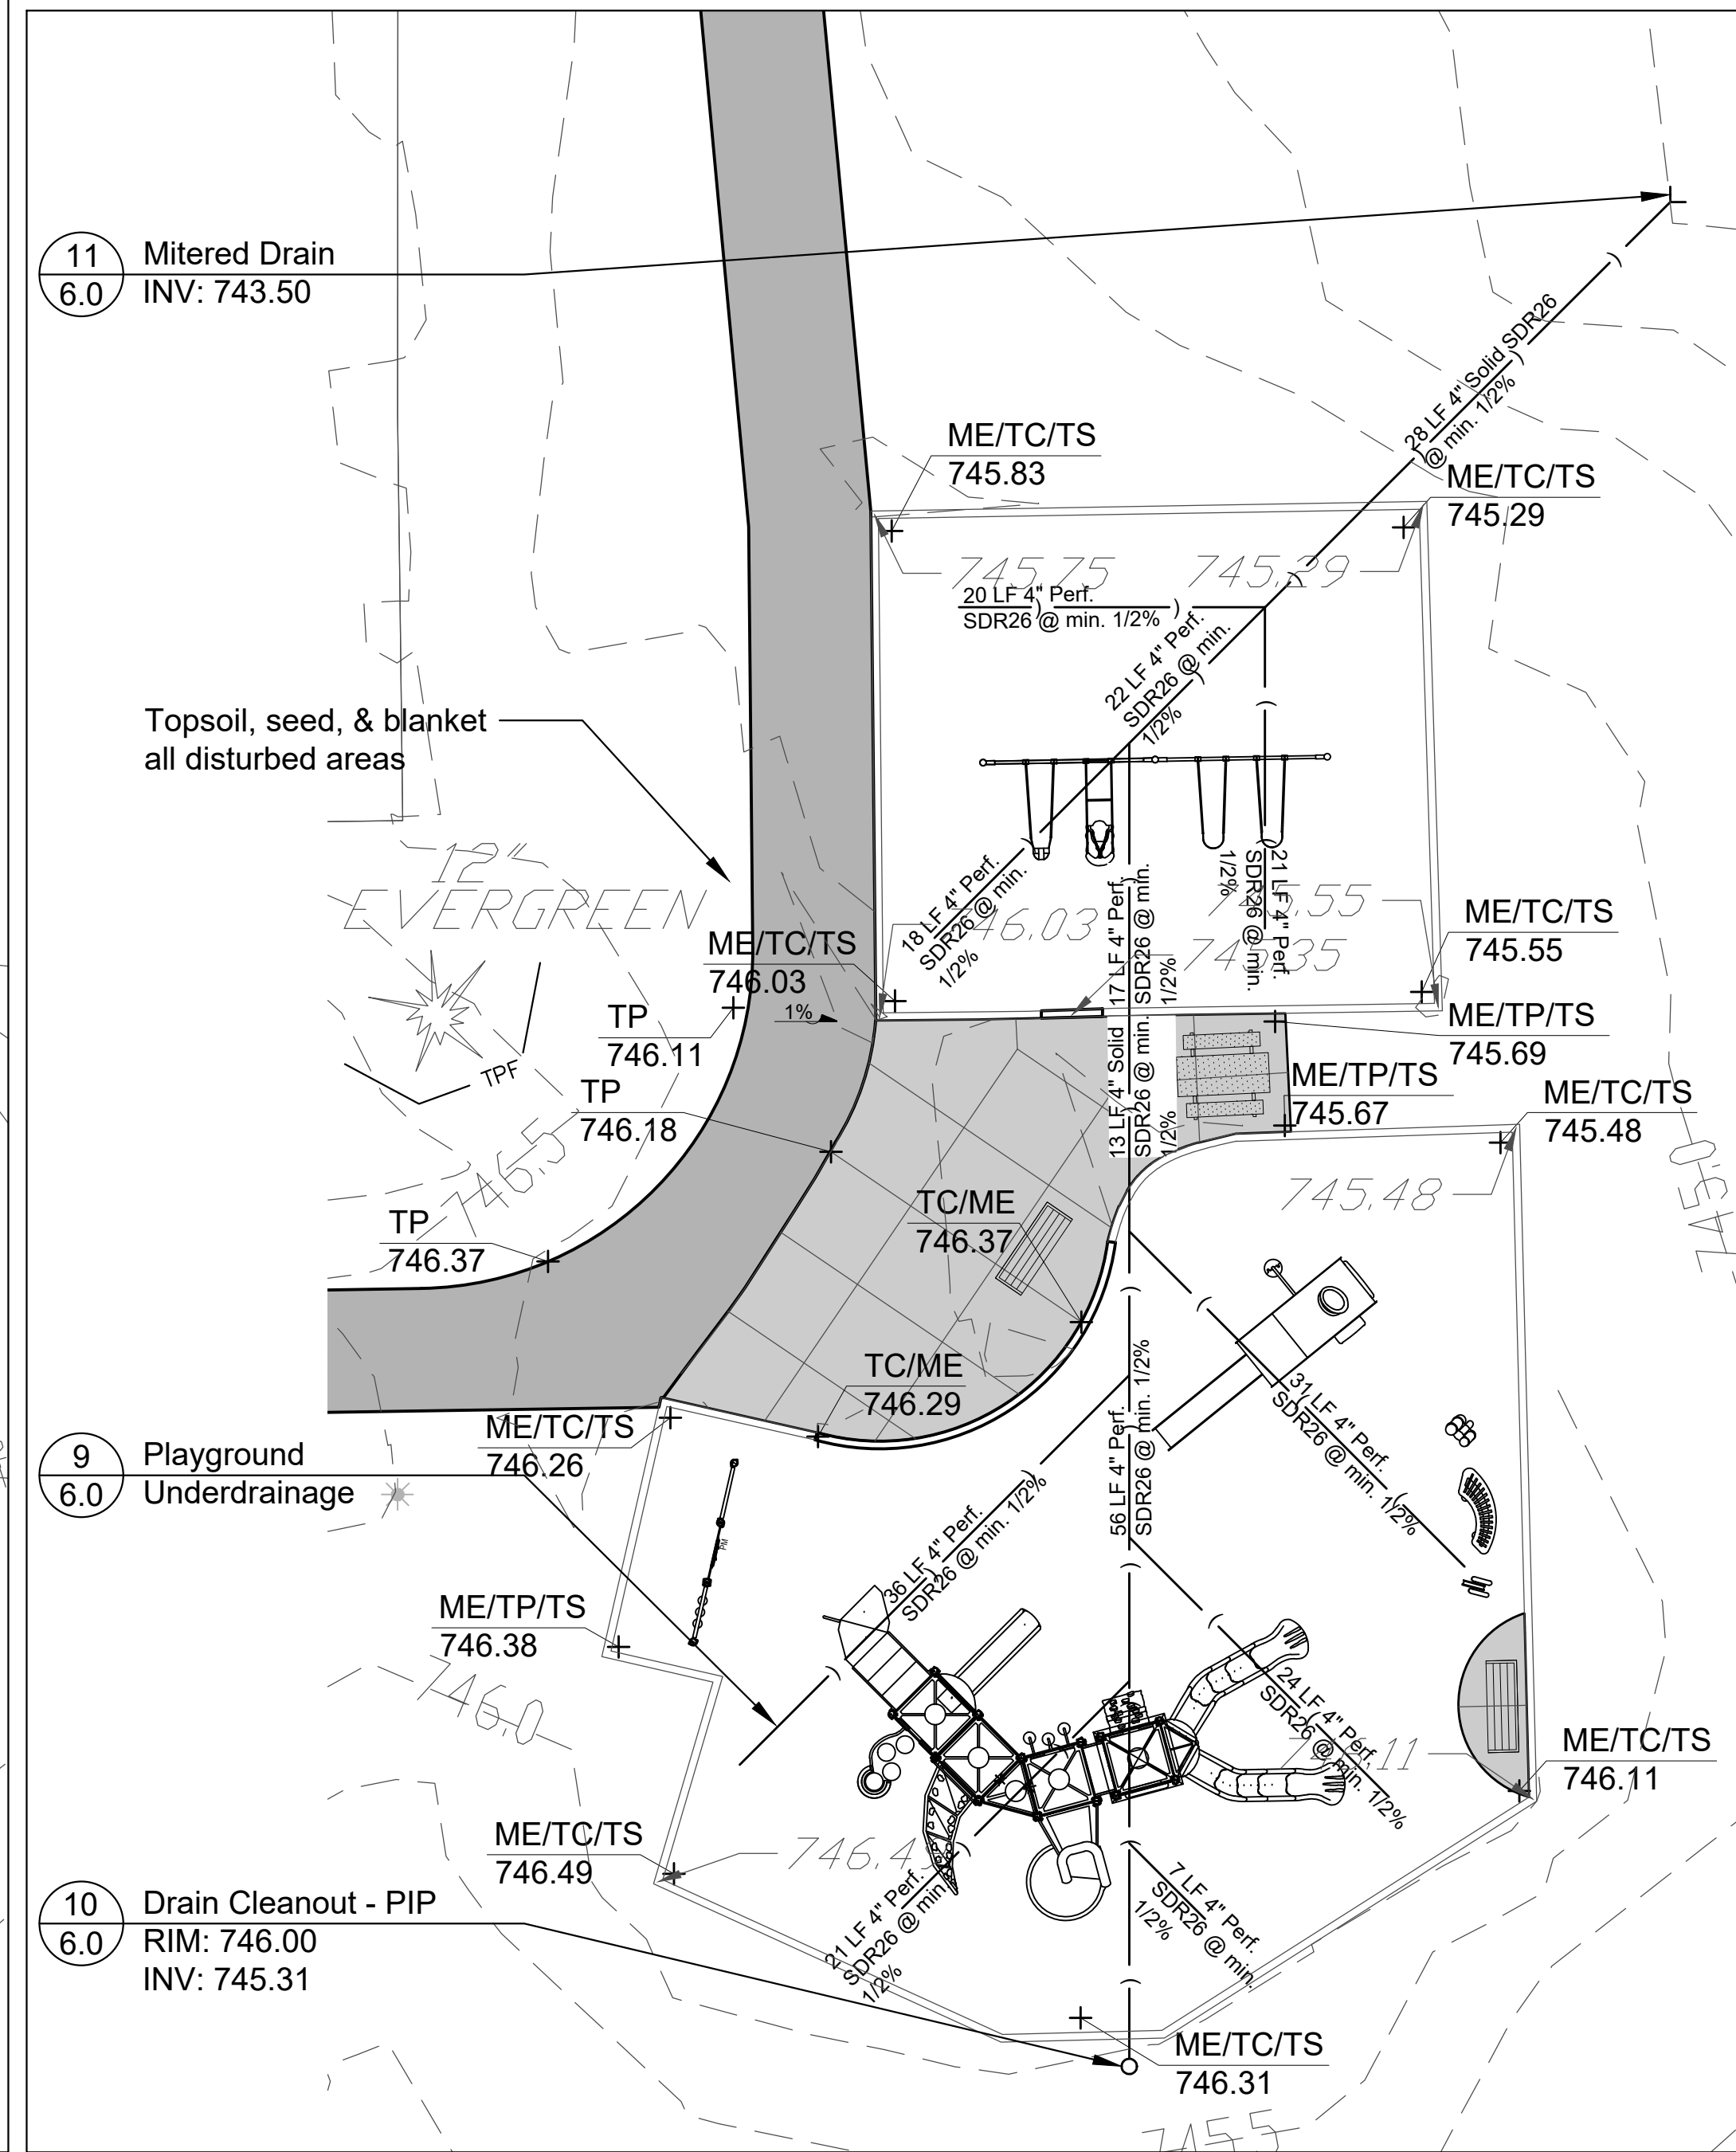 11
6.0
Mitered Drain
INV: 743.50
28 LF 4" Solid SDR26
@ min. 1/2%
ME/TC/TS
745.83
ME/TC/TS
745.29
745.75
745.29
20 LF 4" Perf.
SDR26 @ min. 1/2%
22 LF 4" Perf.
SDR26 @ min.
1/2%
Topsoil, seed, & blanket
all disturbed areas
12"
EVERGREEN
18 LF 4" Perf.
SDR26 @ min.
1/2%
17 LF 4" Perf.
SDR26 @ min.
1/2%
21 LF 4" Perf.
SDR26 @ min.
1/2%
746.03
745.35
ME/TC/TS
745.55
ME/TC/TS
746.03
1%
TP
746.11
TPF
ME/TP/TS
745.69
13 LF 4" Solid
SDR26 @ min.
1/2%
ME/TP/TS
745.67
ME/TC/TS
745.48
TP
746.18
746.5
745.48
TP
746.37
TC/ME
746.37
TC/ME
746.29
ME/TC/TS
746.26
9
6.0
Playground
Underdrainage
PM
56 LF 4" Perf.
SDR26 @ min. 1/2%
31 LF 4" Perf.
SDR26 @ min. 1/2%
36 LF 4" Perf.
SDR26 @ min. 1/2%
ME/TP/TS
746.38
746.0
24 LF 4" Perf.
SDR26 @ min. 1/2%
ME/TC/TS
746.11
ME/TC/TS
746.49
10
6.0
Drain Cleanout - PIP
RIM: 746.00
INV: 745.31
21 LF 4" Perf.
SDR26 @ min.
1/2%
7 LF 4" Perf.
SDR26 @ min.
1/2%
ME/TC/TS
746.31